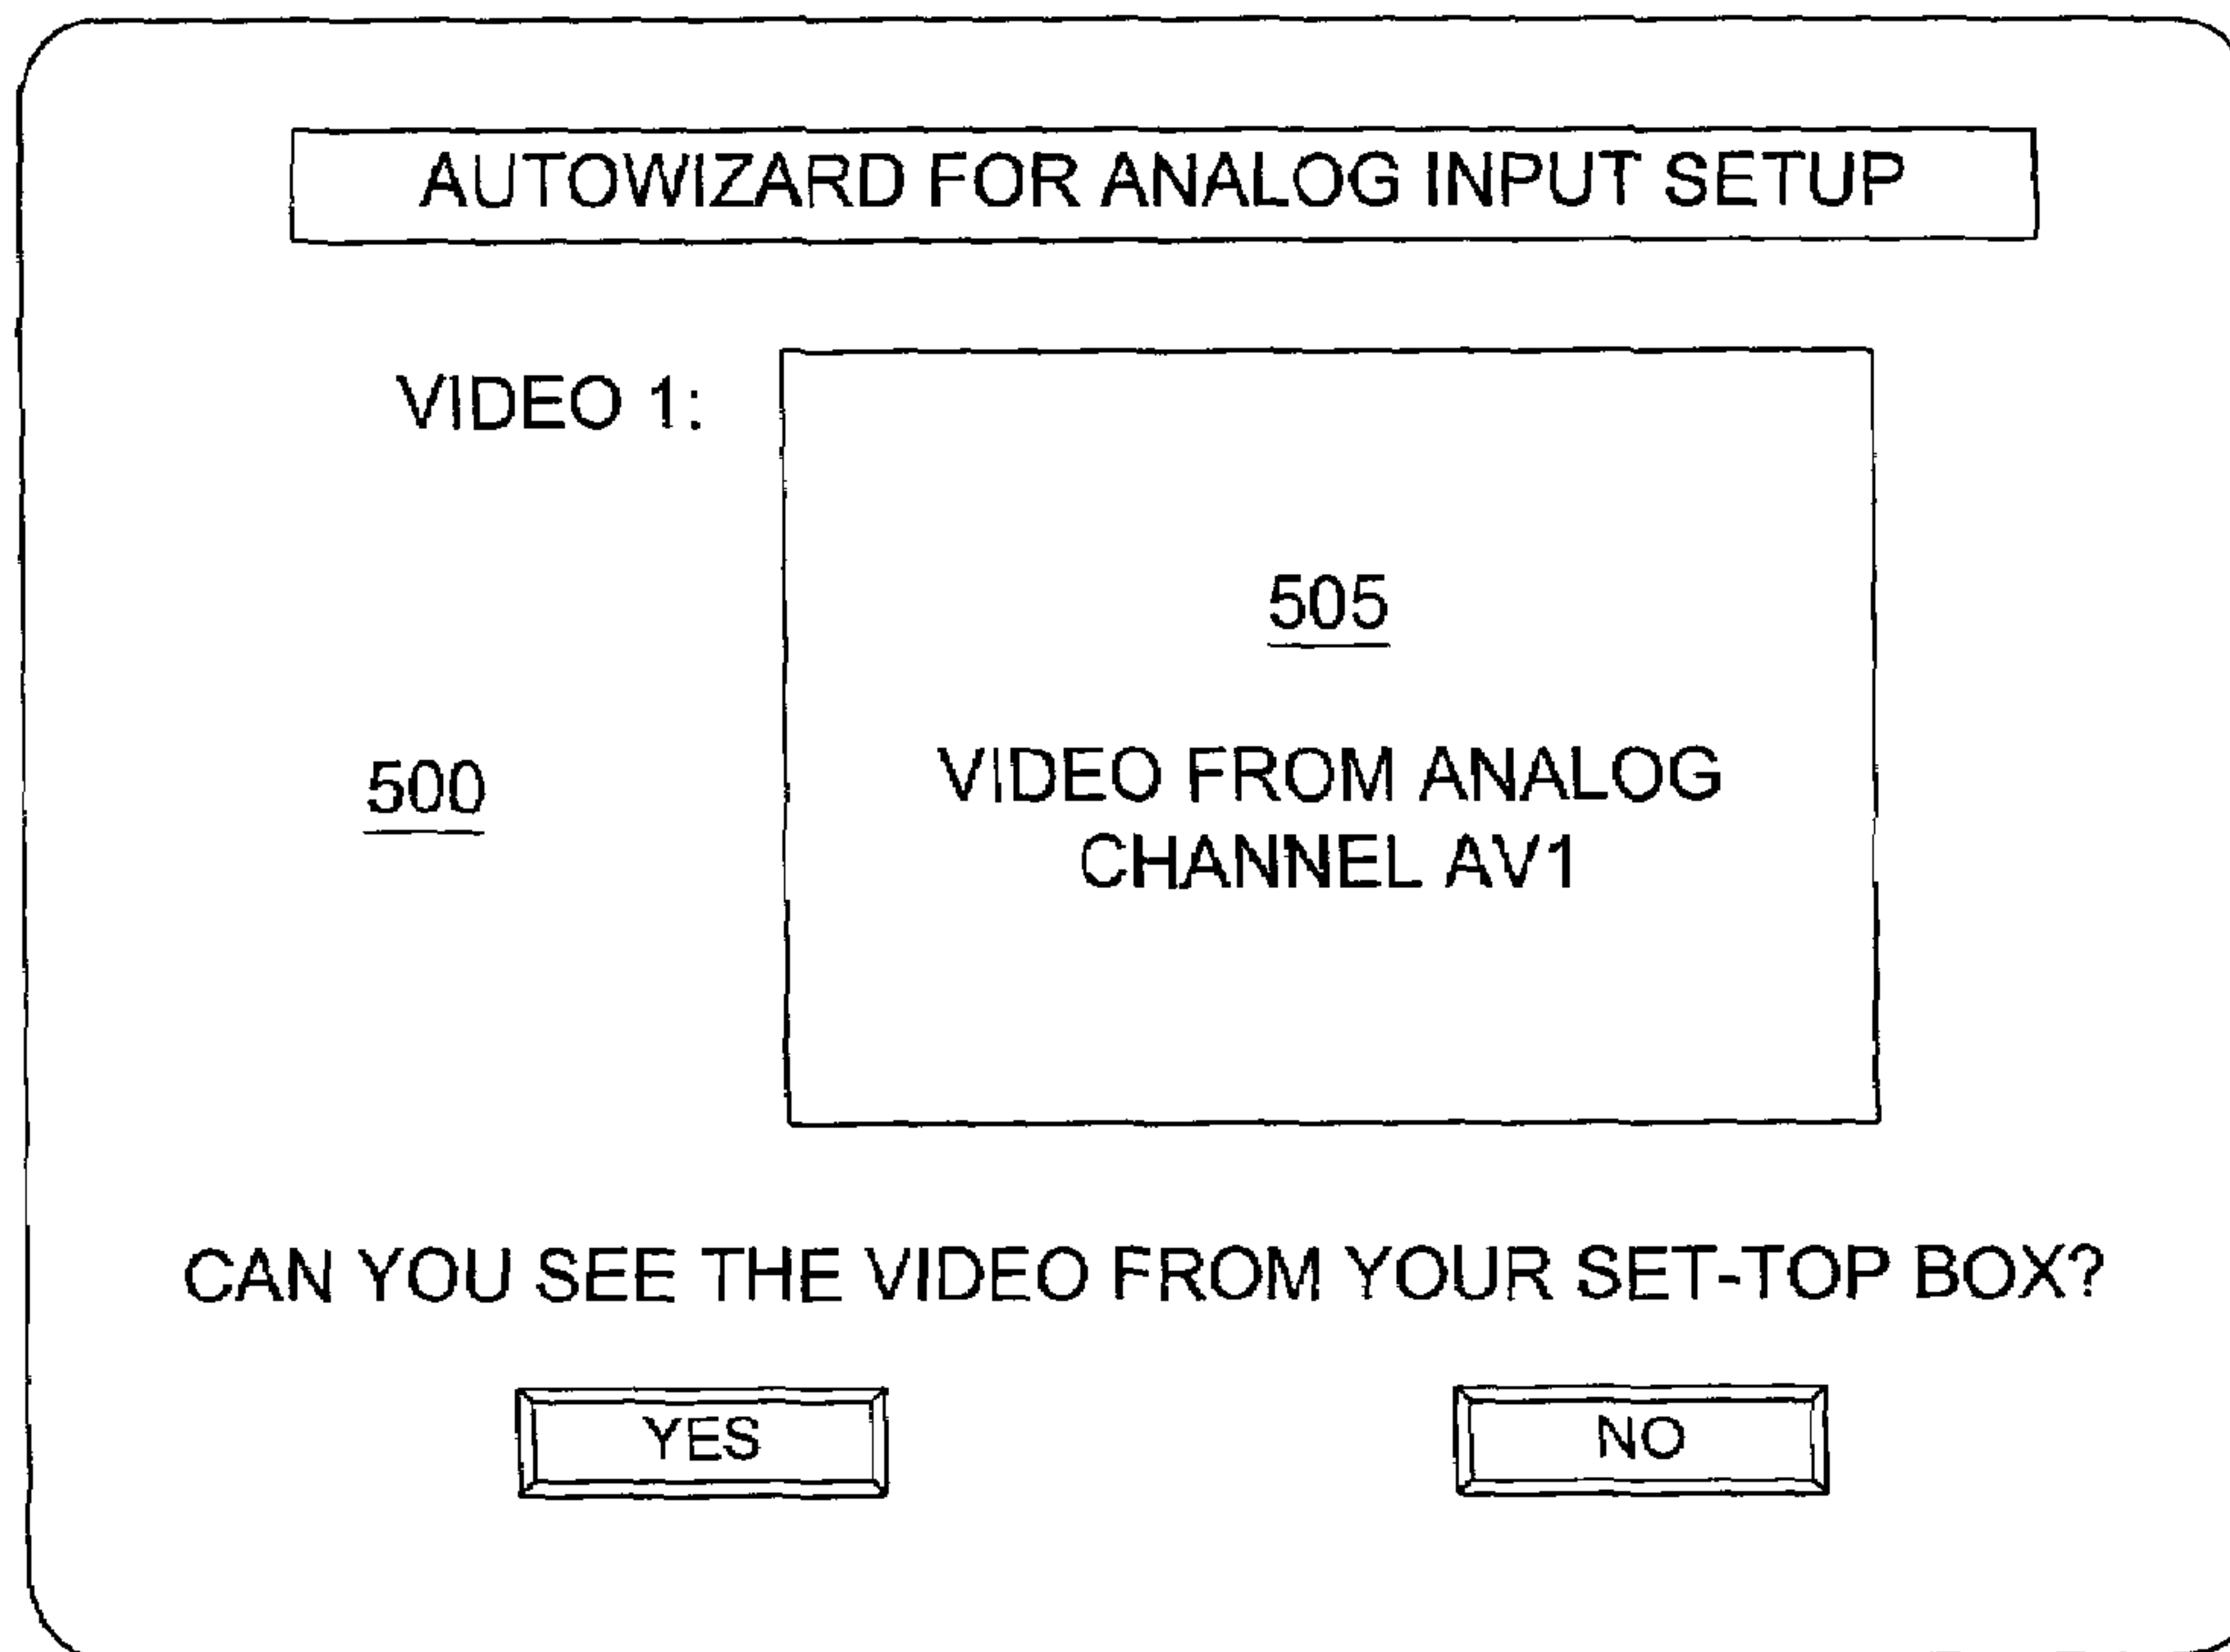 AUTOWIZARD FOR ANALOG INPUT SETUP
VIDEO 1:
505
500
VIDEO FROM ANALOG
CHANNEL AV1
CAN YOU SEE THE VIDEO FROM YOUR SET-TOP BOX?
YES
NO